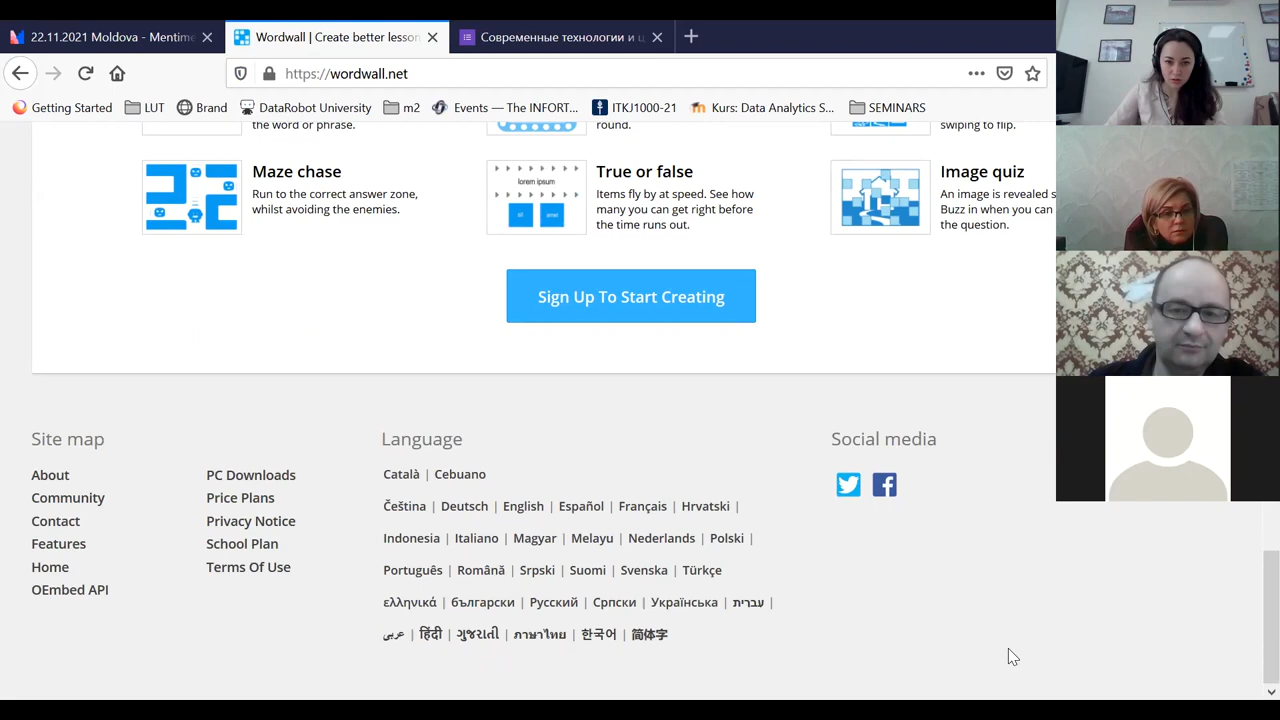 22.11.2021 Moldova - Mentime
Wordwall | Create better lesson
Современные технологии и ц
https://wordwall.net
Getting Started
LUT
Brand
DataRobot University
m2
Events — The INFORT...
ITKJ1000-21
Kurs: Data Analytics S...
SEMINARS
the word or phrase.
round.
swiping to flip.
Maze chase
Run to the correct answer zone,
whilst avoiding the enemies.
lorem ipsum
True or false
Items fly by at speed. See how
many you can get right before
the time runs out.
Image quiz
An image is revealed s
Buzz in when you can
the question.
Sign Up To Start Creating
Site map
About
Community
Contact
Features
Home
OEmbed API
PC Downloads
Price Plans
Privacy Notice
School Plan
Terms Of Use
Language
Català | Cebuano
Čeština | Deutsch | English | Español | Français | Hrvatski |
Indonesia | Italiano | Magyar | Melayu | Nederlands | Polski |
Português | Română | Srpski | Suomi | Svenska | Türkçe
ελληνικά | български | Русский | Српски | Українська | עברית |
عربى | हिंदी | ગુજરાતી | ภาษาไทย | 한국어 | 简体字
Social media